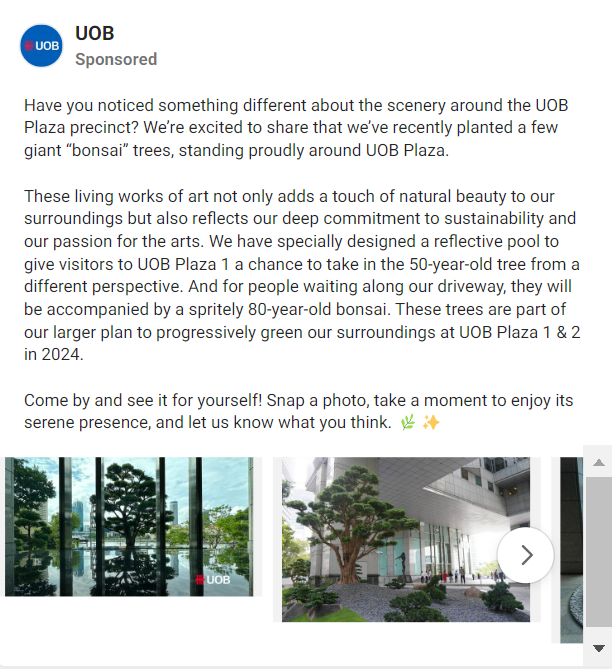 UOB
UOB
Sponsored
Have you noticed something different about the scenery around the UOB
Plaza precinct? We’re excited to share that we’ve recently planted a few
giant “bonsai” trees, standing proudly around UOB Plaza.
These living works of art not only adds a touch of natural beauty to our
surroundings but also reflects our deep commitment to sustainability and
our passion for the arts. We have specially designed a reflective pool to
give visitors to UOB Plaza 1 a chance to take in the 50-year-old tree from a
different perspective. And for people waiting along our driveway, they will
be accompanied by a spritely 80-year-old bonsai. These trees are part of
our larger plan to progressively green our surroundings at UOB Plaza 1 & 2
in 2024.
Come by and see it for yourself! Snap a photo, take a moment to enjoy its
serene presence, and let us know what you think. 🌿 ✨
UOB